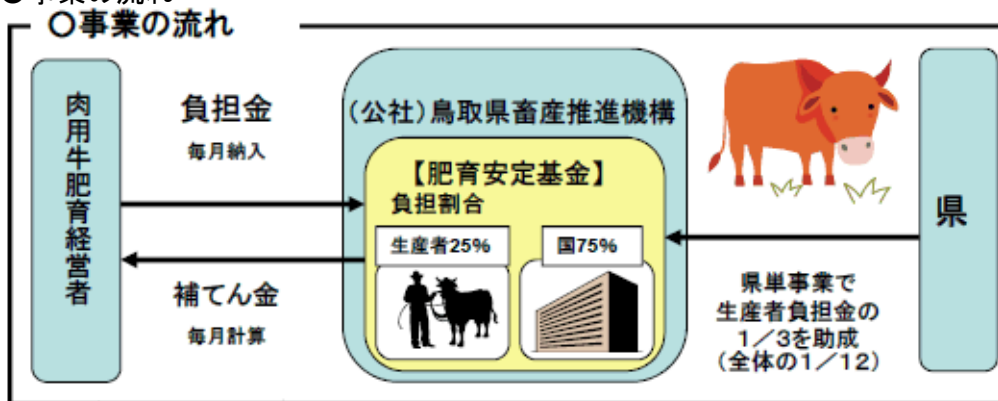 〇事業の流れ
肉用牛肥育経営者
負担金
毎月納入
補てん金
毎月計算
(公社)鳥取県畜産推進機構
【肥育安定基金】
負担割合
生産者25%
国75%
県単事業で
生産者負担金の
1/3を助成
(全体の1/12)
県